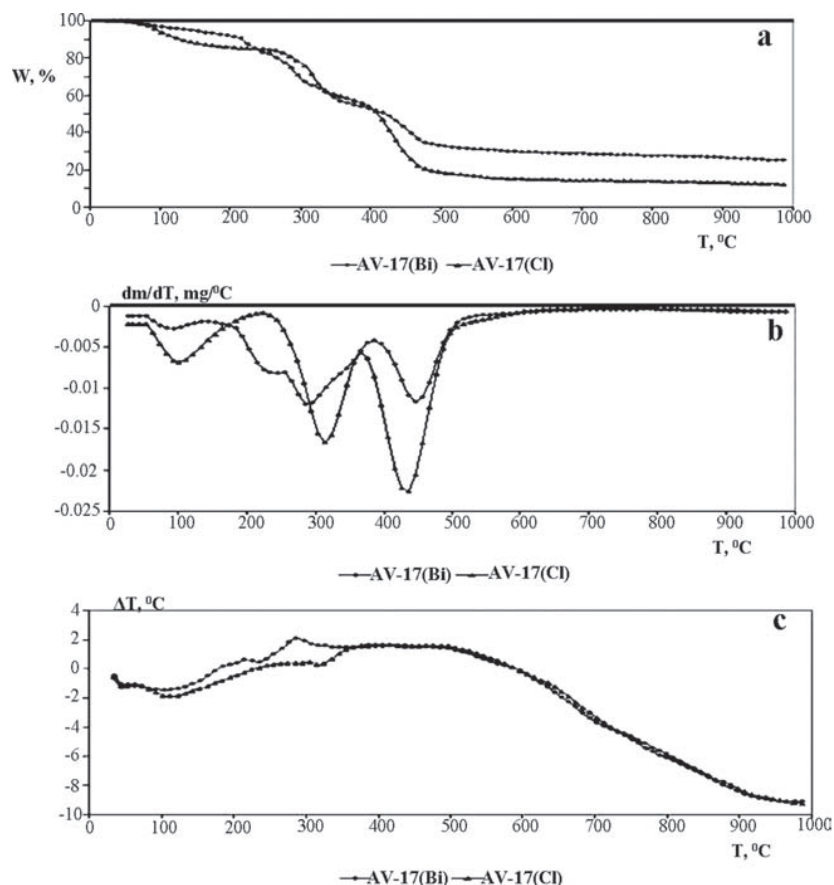 a
100
80
W, %
60
40
20
0
0 100 200 300 400 500 600 700 800 900 1000
T, ⁰C
AV-17(Bi) AV-17(Cl)
dm/dT, mg/⁰C
b
0
-0.005
-0.01
-0.015
-0.02
-0.025
0 100 200 300 400 500 600 700 800 900 1000
T, ⁰C
AV-17(Bi) AV-17(Cl)
ΔT, ⁰C
c
4
2
0
-2
-4
-6
-8
-10
0 100 200 300 400 500 600 700 800 900 1000
T, ⁰C
AV-17(Bi) AV-17(Cl)